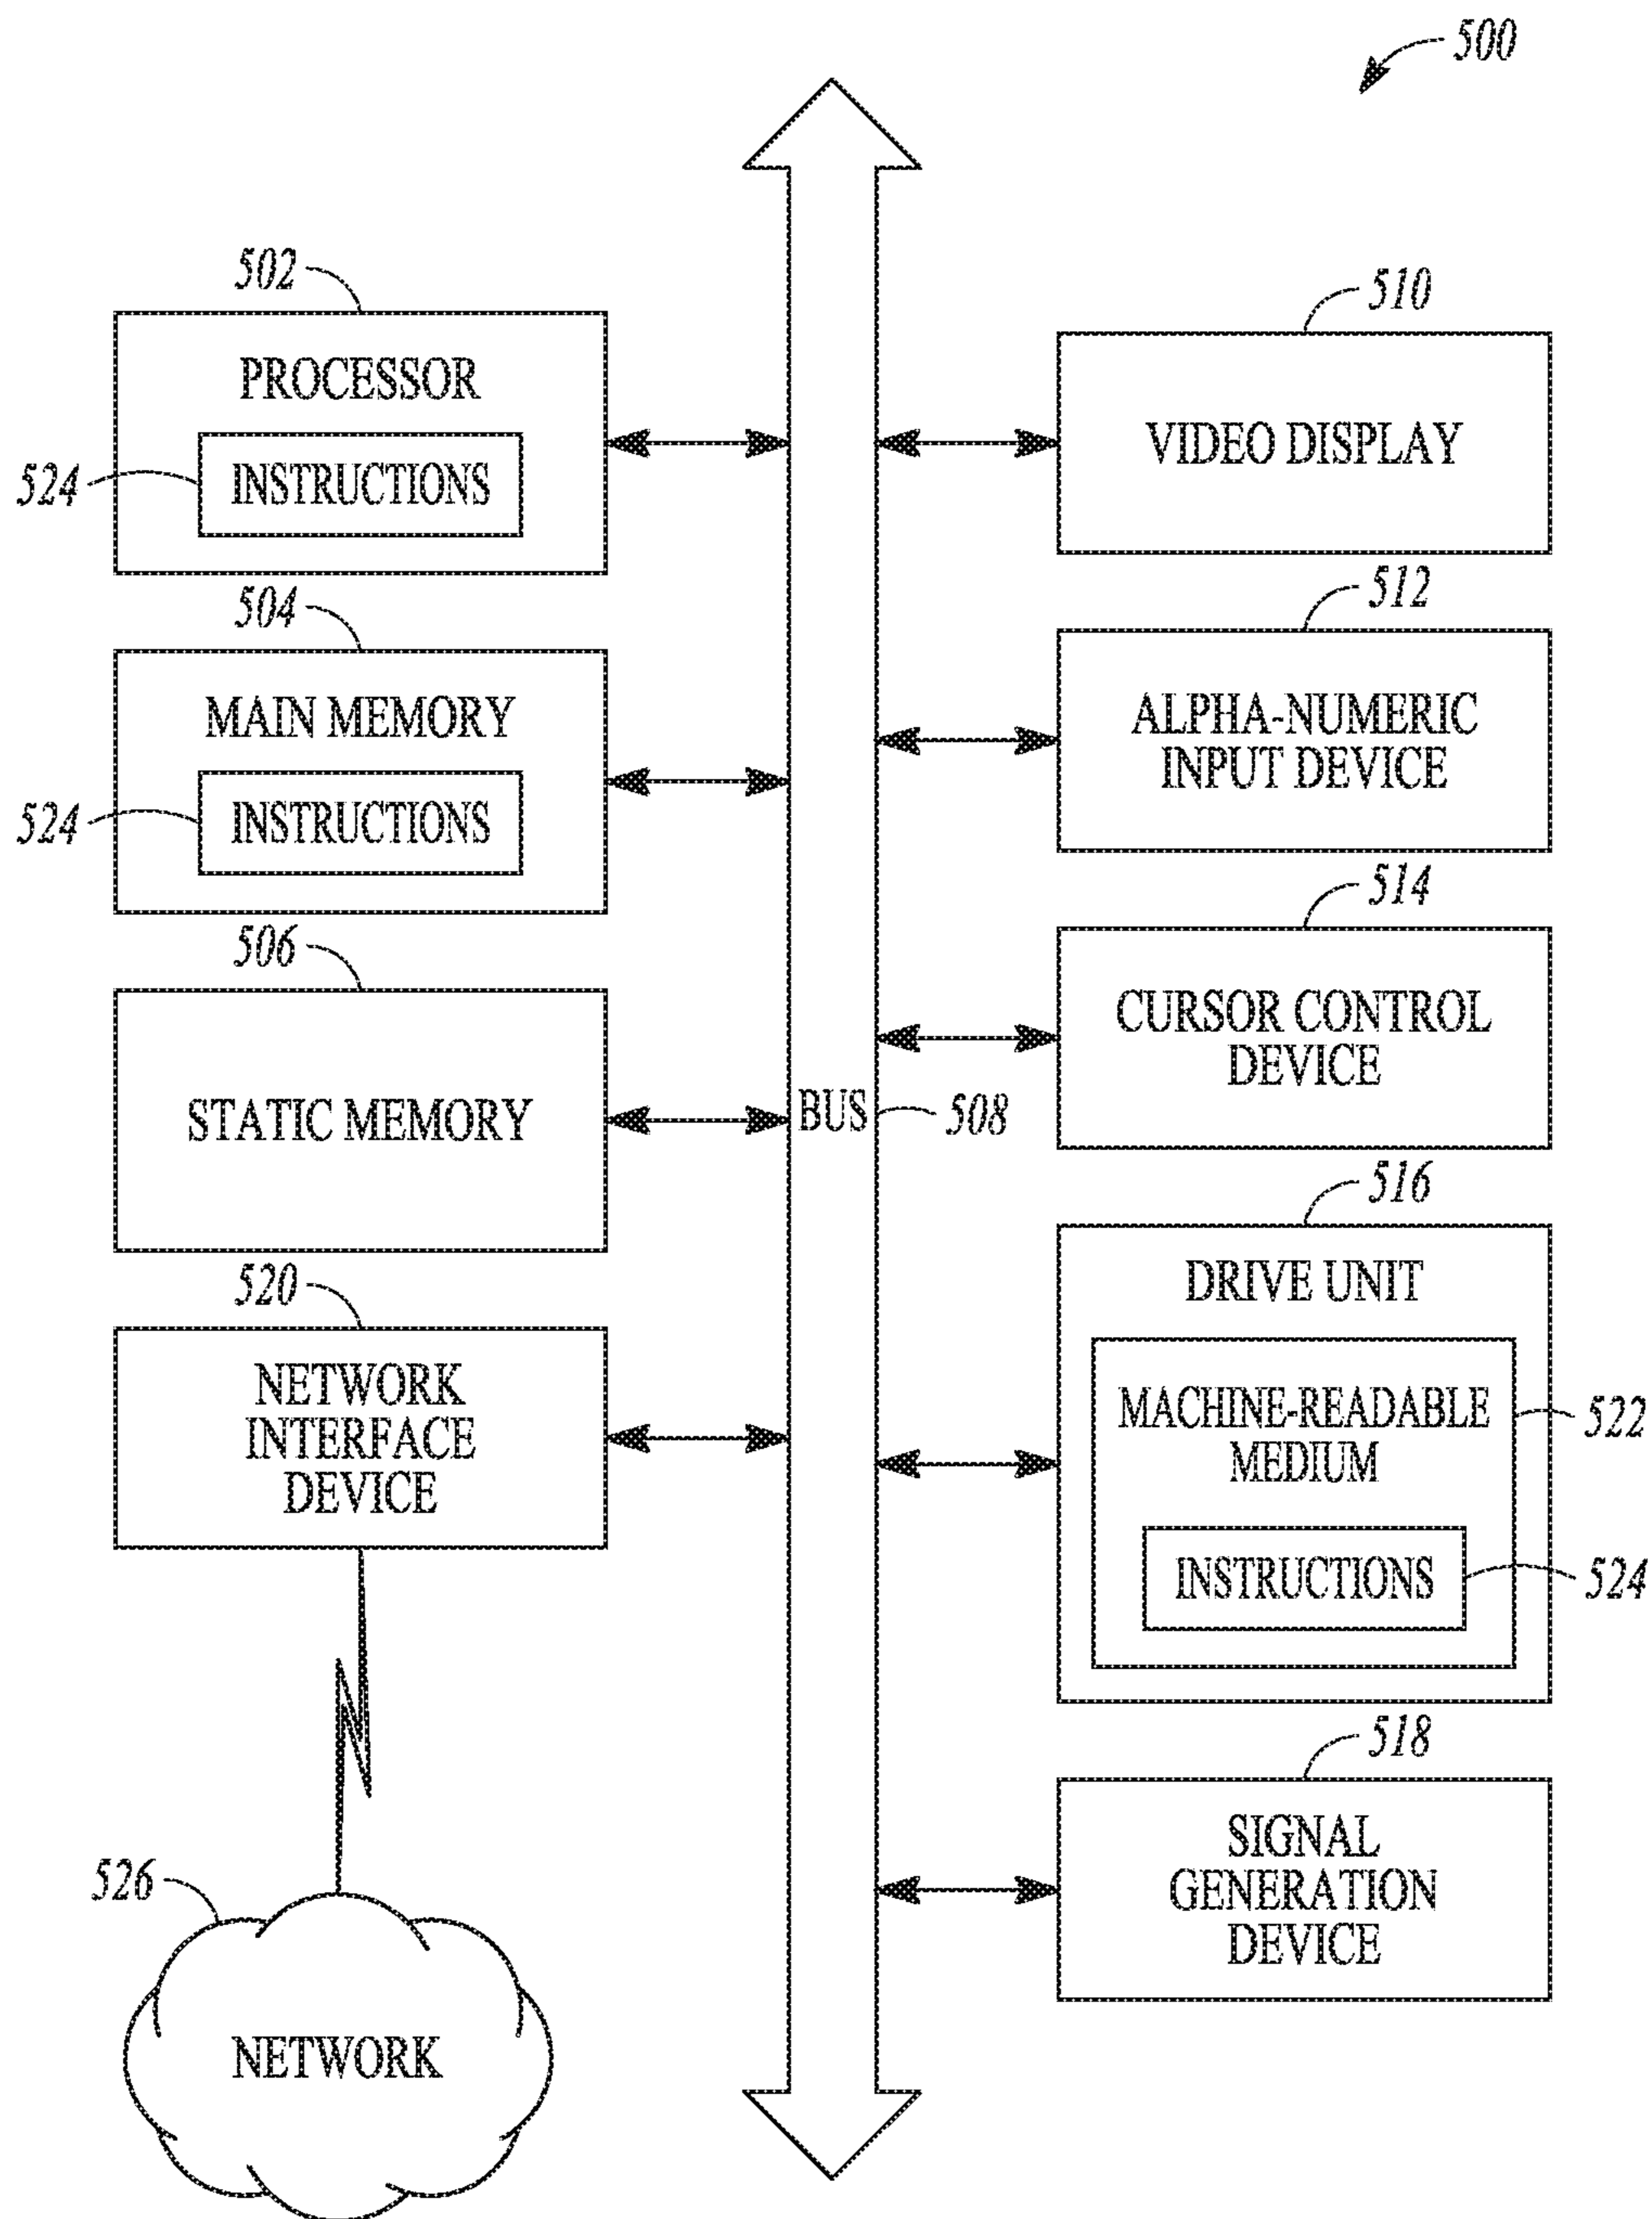 500
502
PROCESSOR
524
INSTRUCTIONS
504
MAIN MEMORY
524
INSTRUCTIONS
506
STATIC MEMORY
520
NETWORK
INTERFACE
DEVICE
526
NETWORK
BUS
508
510
VIDEO DISPLAY
512
ALPHA-NUMERIC
INPUT DEVICE
514
CURSOR CONTROL
DEVICE
516
DRIVE UNIT
MACHINE-READABLE
MEDIUM
522
INSTRUCTIONS
524
518
SIGNAL
GENERATION
DEVICE